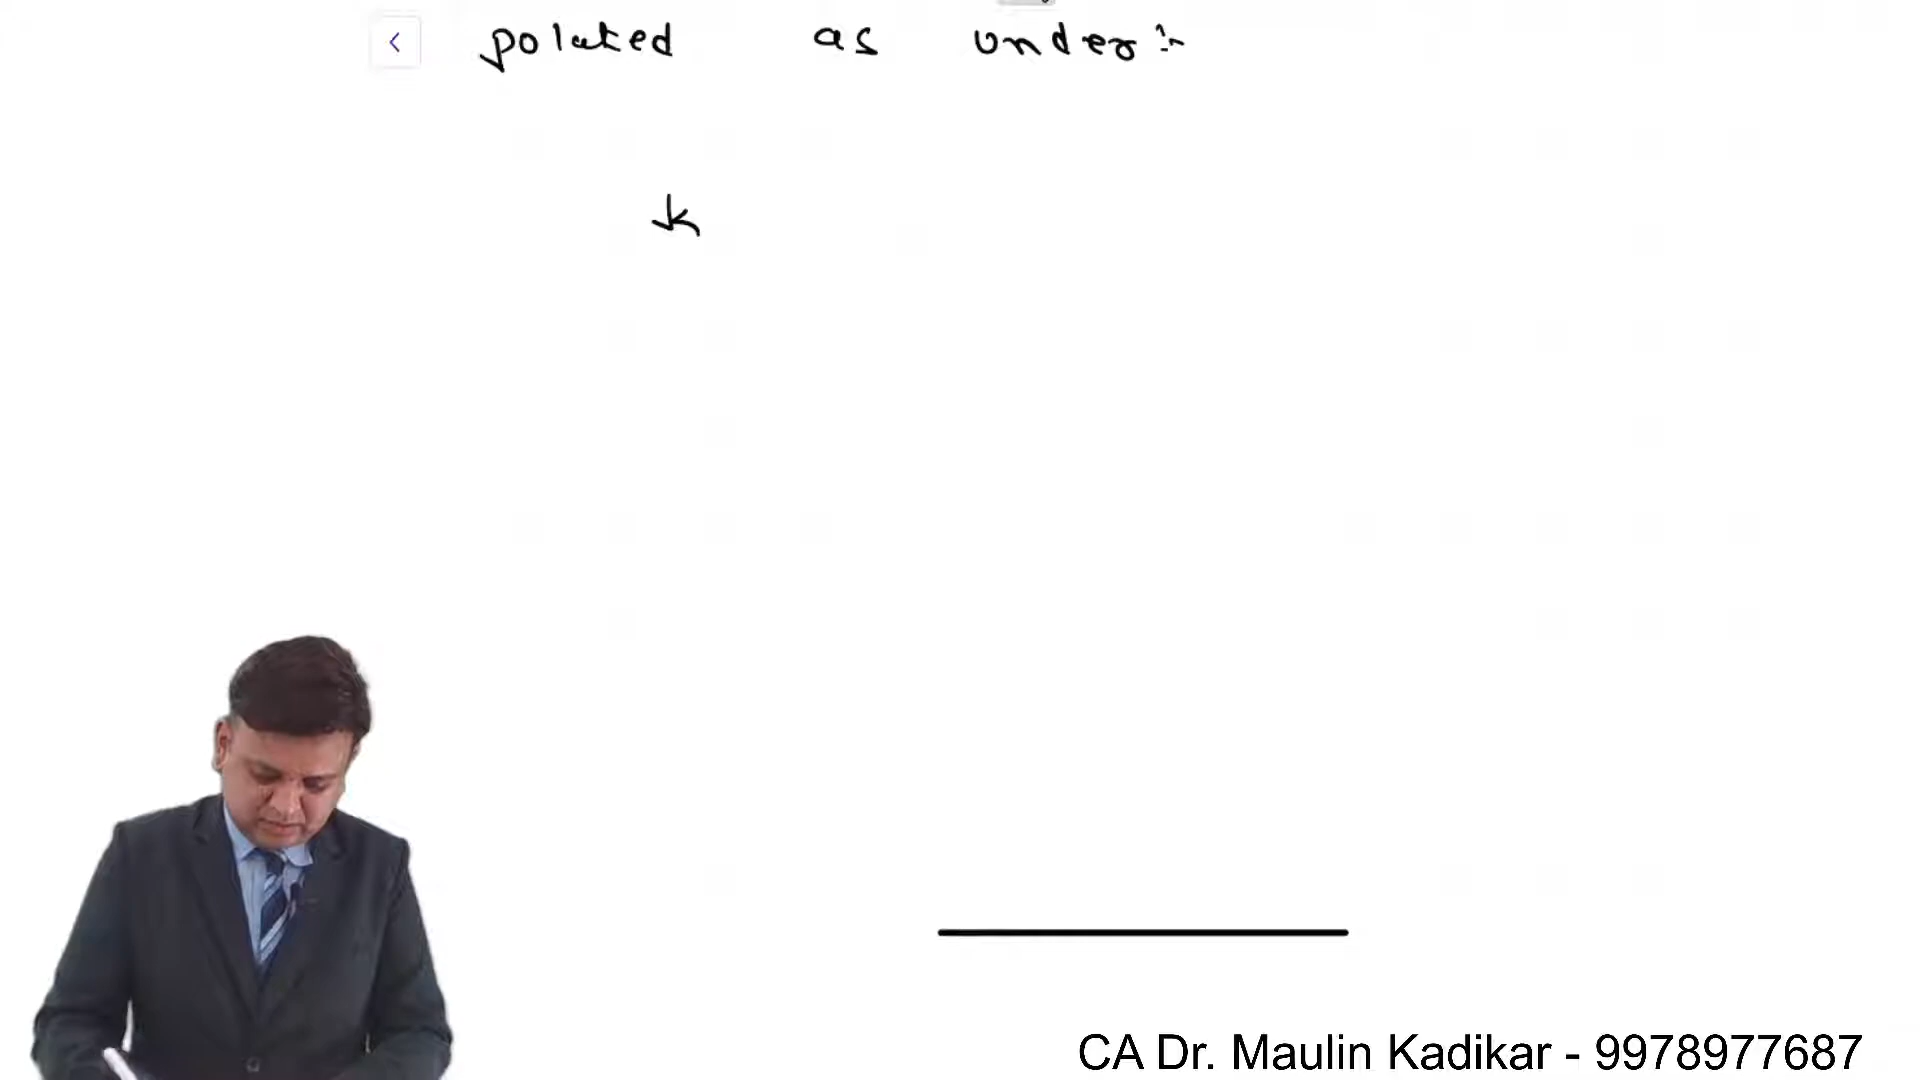 polated as under :-
k
CA Dr. Maulin Kadikar - 9978977687